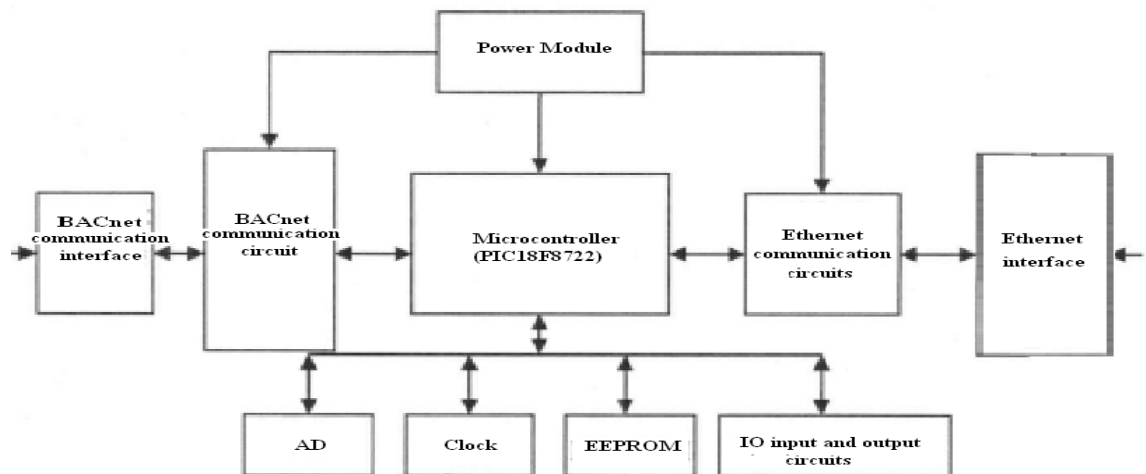 Power Module
BACnet
communication
interface
BACnet
communication
circuit
Microcontroller
(PIC18F8722)
Ethernet
communication
circuits
Ethernet
interface
AD
Clock
EEPROM
IO input and output
circuits